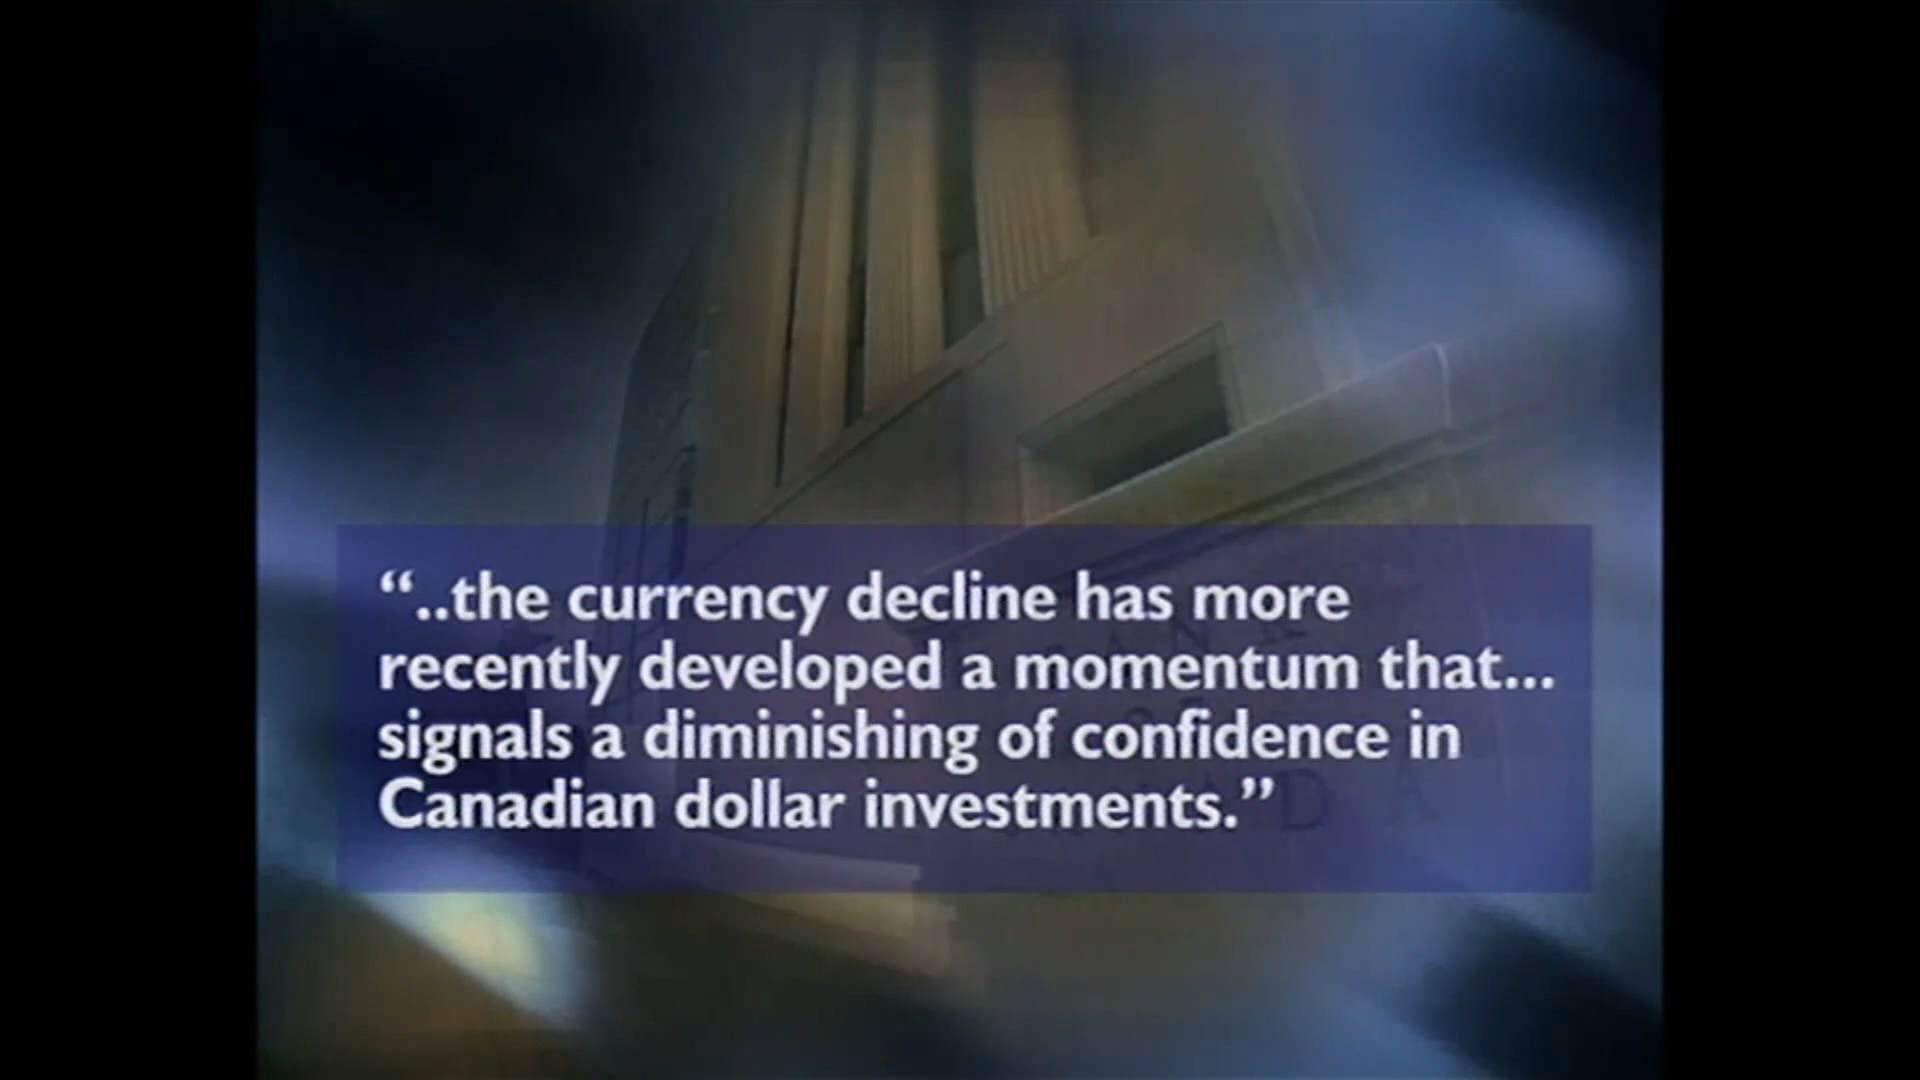 “..the currency decline has more
recently developed a momentum that...
signals a diminishing of confidence in
Canadian dollar investments.”